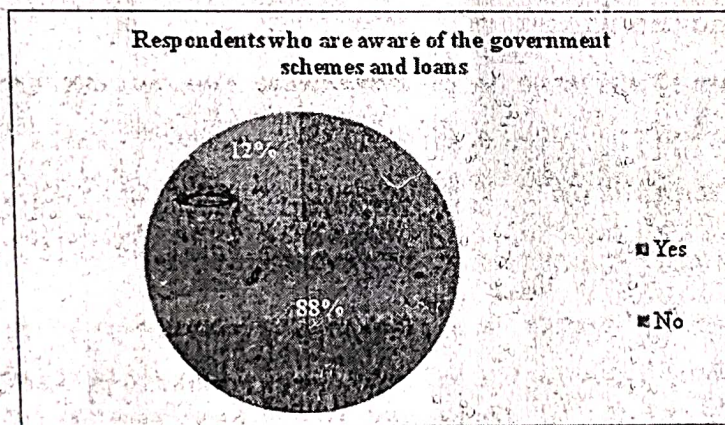 Respondents who are aware of the government
schemes and loans
12%
88%
Yes
No